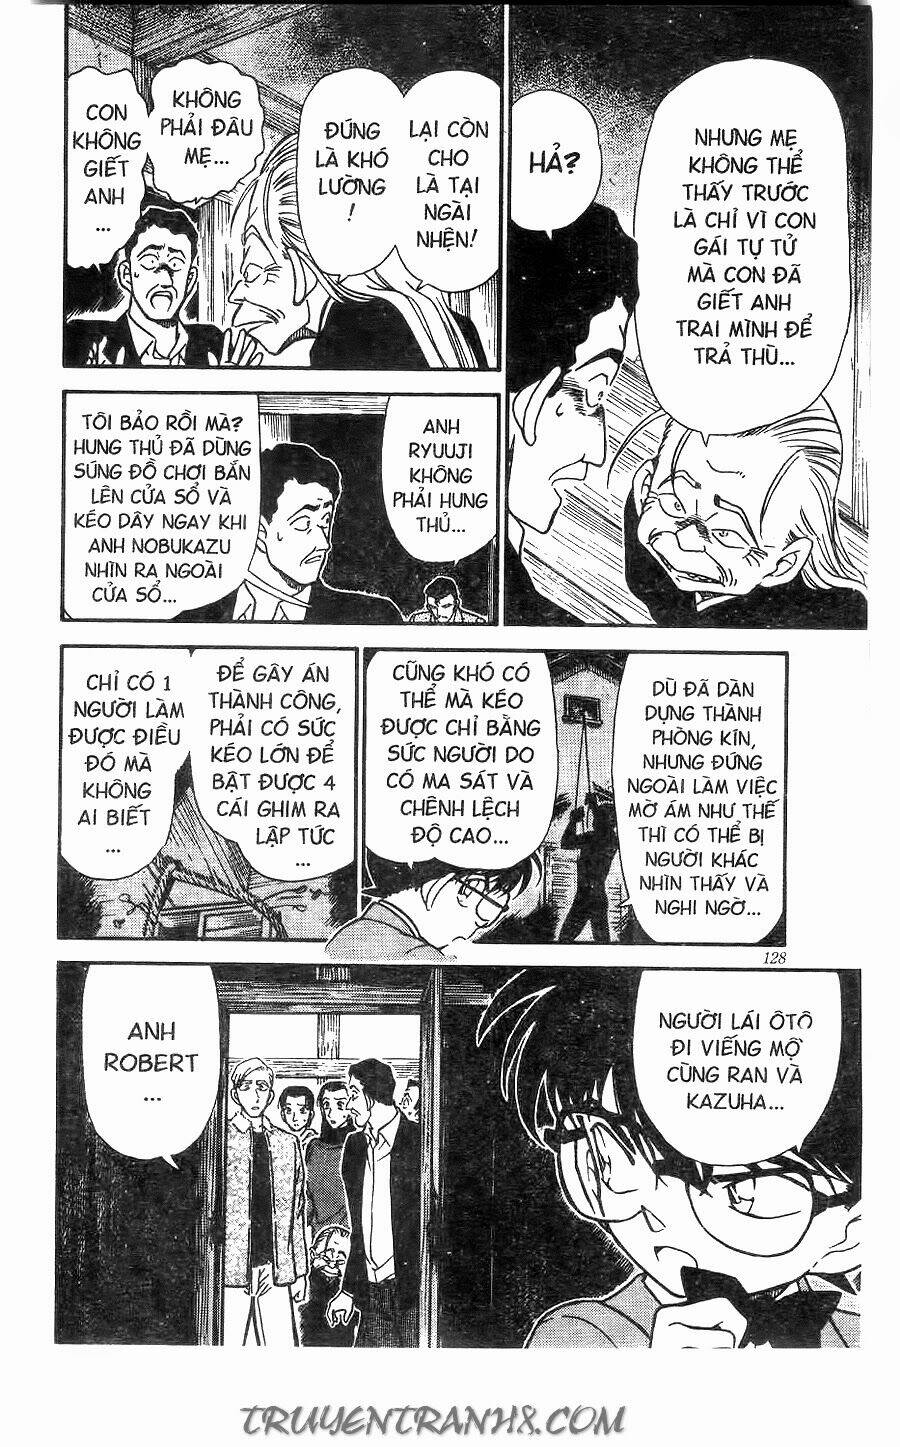 NHƯNG MẸ
KHÔNG THỂ
THẤY TRƯỚC
LÀ CHỈ VÌ CON
GÁI TỰ TỬ
MÀ CON ĐÃ
GIẾT ANH
TRAI MÌNH ĐỂ
TRẢ THÙ...
HẢ?
LẠI CÒN
CHO
LÀ TẠI
NGÀI
NHỆN!
ĐÚNG
LÀ KHÓ
LƯỜNG
!
KHÔNG
PHẢI ĐÂU
MẸ...
CON
KHÔNG
GIẾT
ANH
...
ANH
RYUUJI
KHÔNG
PHẢI HUNG
THỦ...
TÔI BẢO RỒI MÀ?
HUNG THỦ ĐÃ DÙNG
SÚNG ĐỒ CHƠI BẮN
LÊN CỬA SỔ VÀ
KÉO DÂY NGAY KHI
ANH NOBUKAZU
NHÌN RA NGOÀI
CỬA SỔ...
DÙ ĐÃ DÀN
DỰNG THÀNH
PHÒNG KÍN,
NHƯNG ĐỨNG
NGOÀI LÀM VIỆC
MỜ ÁM NHƯ THẾ
THÌ CÓ THỂ BỊ
NGƯỜI KHÁC
NHÌN THẤY VÀ
NGHI NGỜ...
CŨNG KHÓ CÓ
THỂ MÀ KÉO
ĐƯỢC CHỈ BẰNG
SỨC NGƯỜI DO
CÓ MA SÁT VÀ
CHÊNH LỆCH
ĐỘ CAO...
ĐỂ GÂY ÁN
THÀNH CÔNG,
PHẢI CÓ SỨC
KÉO LỚN ĐỂ
BẬT ĐƯỢC 4
CÁI GHIM RA
LẬP TỨC
...
CHỈ CÓ 1
NGƯỜI LÀM
ĐƯỢC ĐIỀU
ĐÓ MÀ
KHÔNG
AI BIẾT
...
128
NGƯỜI LÁI ÔTÔ
ĐI VIẾNG MỘ
CÙNG RAN VÀ
KAZUHA...
ANH
ROBERT
...
TRUYENTRANH8.COM